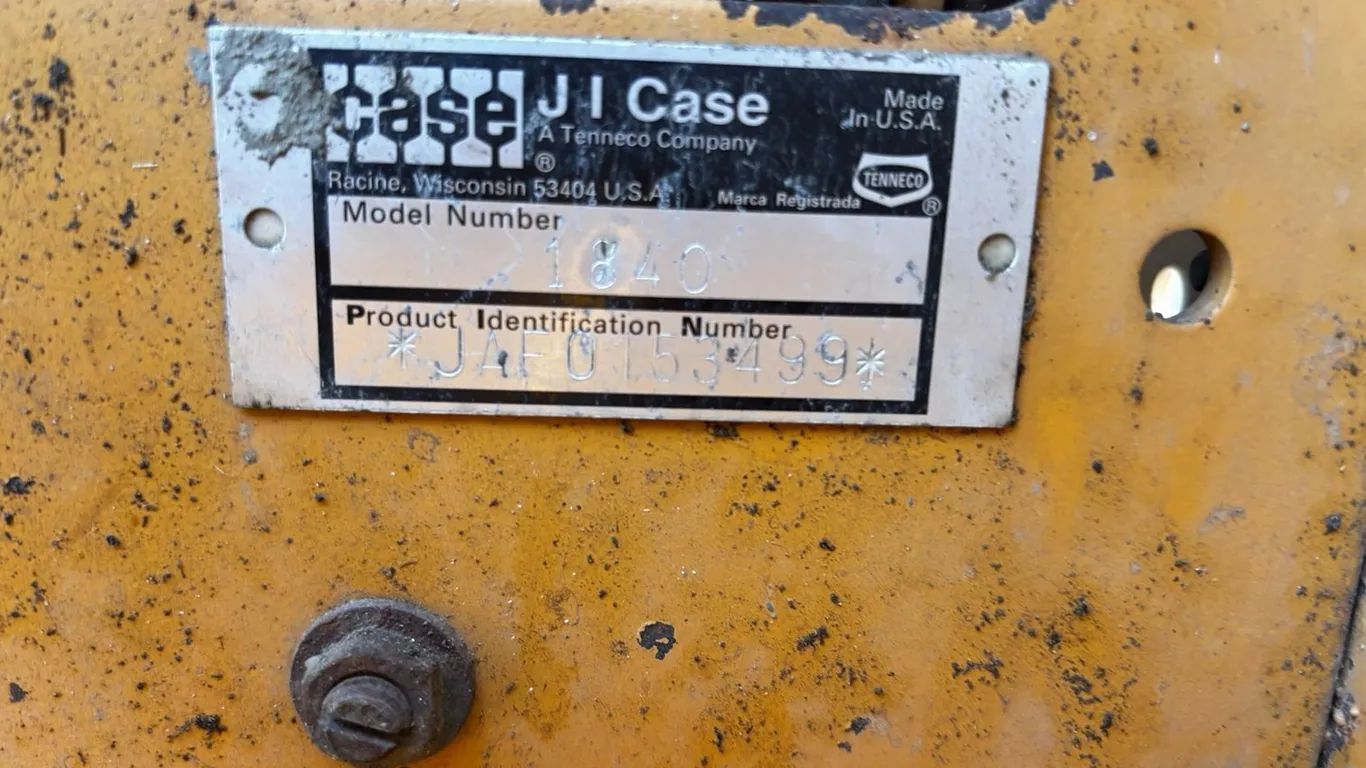 case J I Case
Made
In U.S.A.
A Tenneco Company
®
Racine, Wisconsin 53404 U.S.A.
Marca Registrada
TENNECO
®
Model Number
1840
Product Identification Number
*JAF0153499*